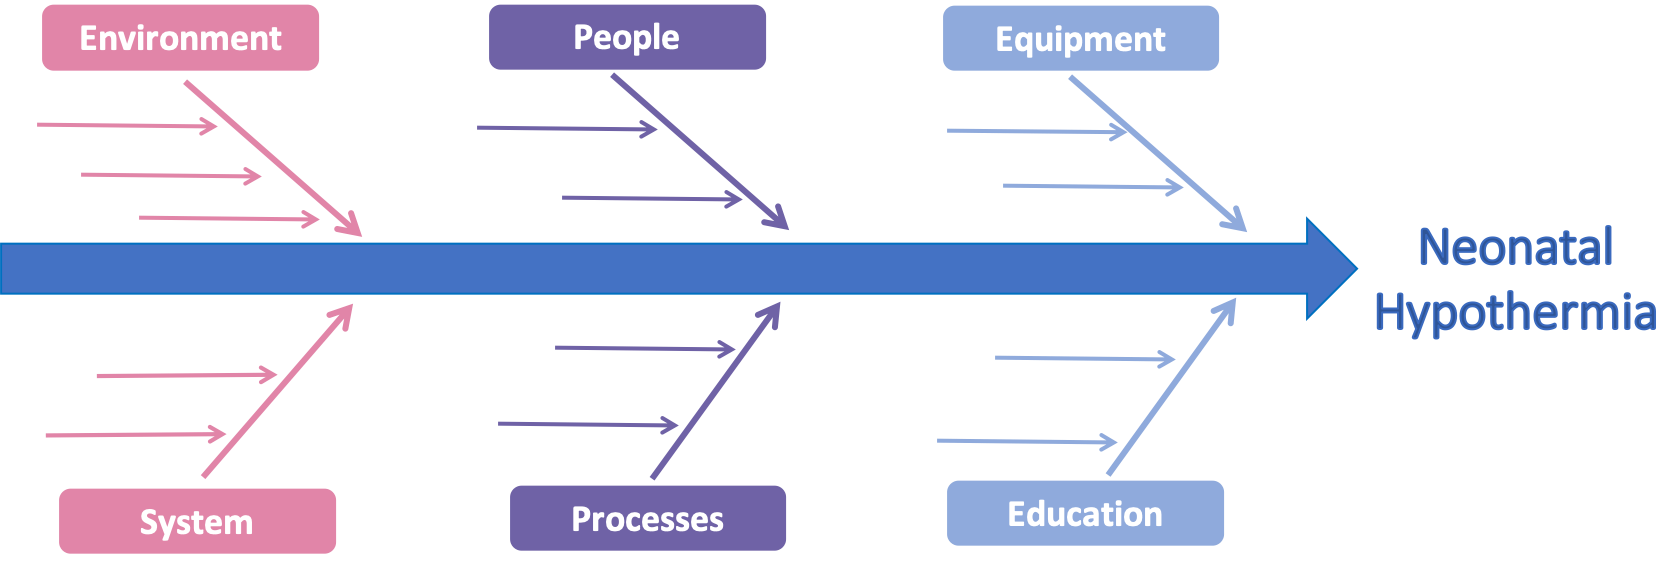 Environment
People
Equipment
Neonatal
Hypothermia
System
Processes
Education